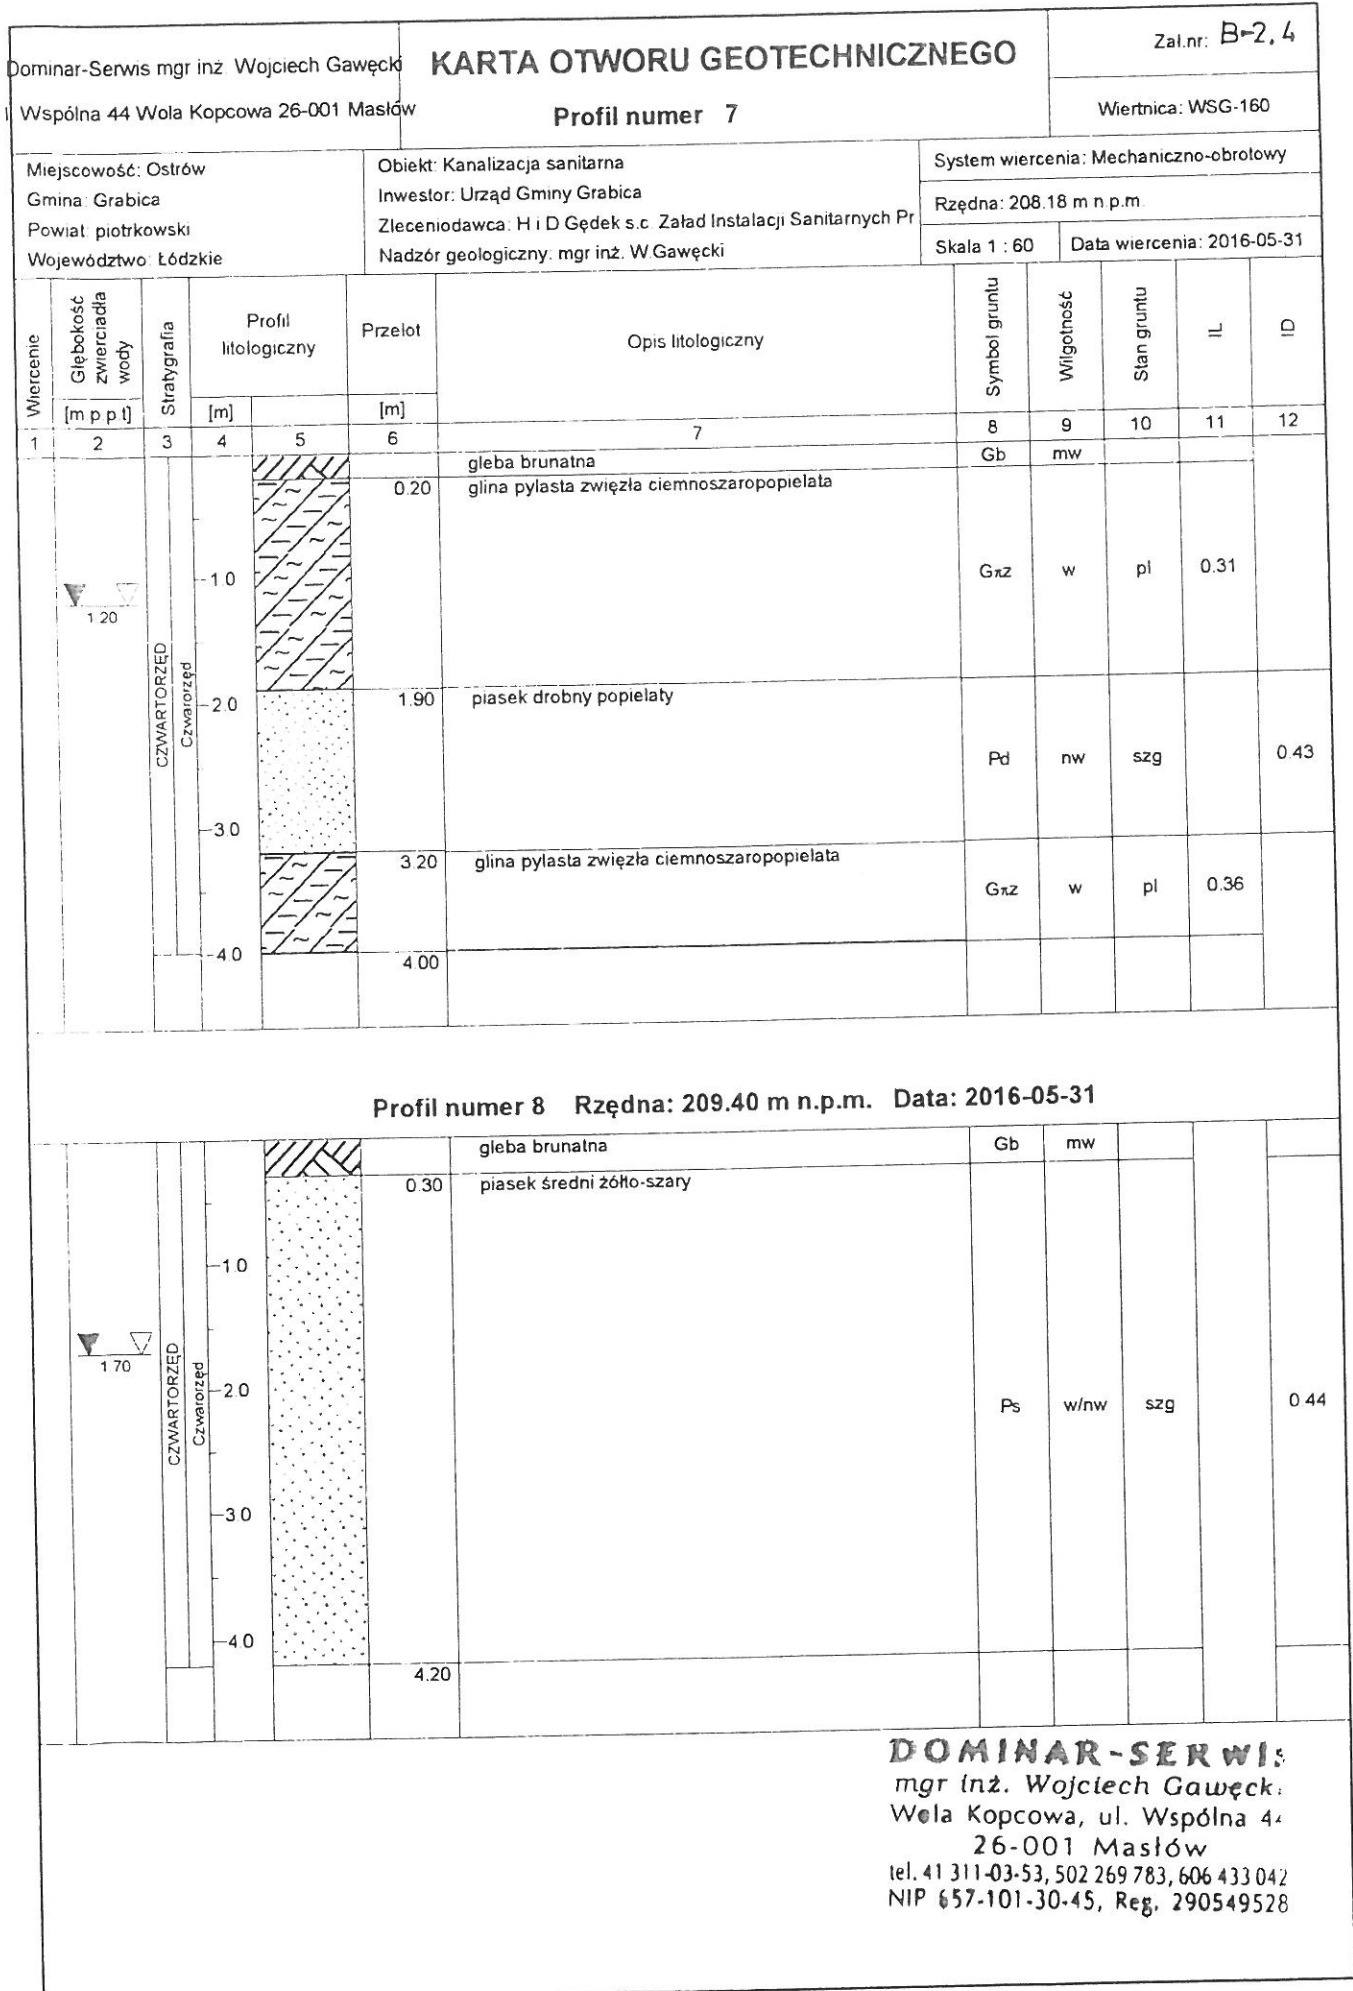 Dominar-Serwis mgr inż. Wojciech Gawęcki
Wspólna 44 Wola Kopcowa 26-001 Masłów
KARTA OTWORU GEOTECHNICZNEGO
Profil numer 7
Zał.nr: B-2.4
Wiertnica: WSG-160
Miejscowość: Ostrów
Gmina: Grabica
Powiat: piotrkowski
Województwo: Łódzkie
Obiekt: Kanalizacja sanitarna
Inwestor: Urząd Gminy Grabica
Zleceniodawca: H i D Gędek s.c. Załad Instalacji Sanitarnych Pr
Nadzór geologiczny: mgr inż. W.Gawęcki
System wiercenia: Mechaniczno-obrotowy
Rzędna: 208.18 m n.p.m.
Skala 1 : 60 Data wiercenia: 2016-05-31
Wiercenie
Głębokość zwierciadła wody
[m p p.t]
Stratygrafia
Profil litologiczny
[m]
Przelot
[m]
Opis litologiczny
Symbol gruntu
Wilgotność
Stan gruntu
IL
ID
1 2 3 4 5 6 7 8 9 10 11 12
gleba brunatna Gb mw
0.20 glina pylasta zwięzła ciemnoszaropopielata
1.0
GπZ w pl 0.31
1.20
CZWARTORZĘD
Czwarorzęd
1.90 piasek drobny popielaty
2.0
Pd nw szg 0.43
3.0
3.20 glina pylasta zwięzła ciemnoszaropopielata
GπZ w pl 0.36
4.0
4.00
Profil numer 8 Rzędna: 209.40 m n.p.m. Data: 2016-05-31
gleba brunatna Gb mw
0.30 piasek średni żółto-szary
1.0
1.70
CZWARTORZĘD
Czwarorzęd
2.0
Ps w/nw szg 0.44
3.0
4.0
4.20
DOMINAR-SERWIS
mgr inż. Wojciech Gawęck
Wola Kopcowa, ul. Wspólna 44
26-001 Masłów
tel. 41 311-03-53, 502 269 783, 606 433 042
NIP 657-101-30-45, Reg. 290549528